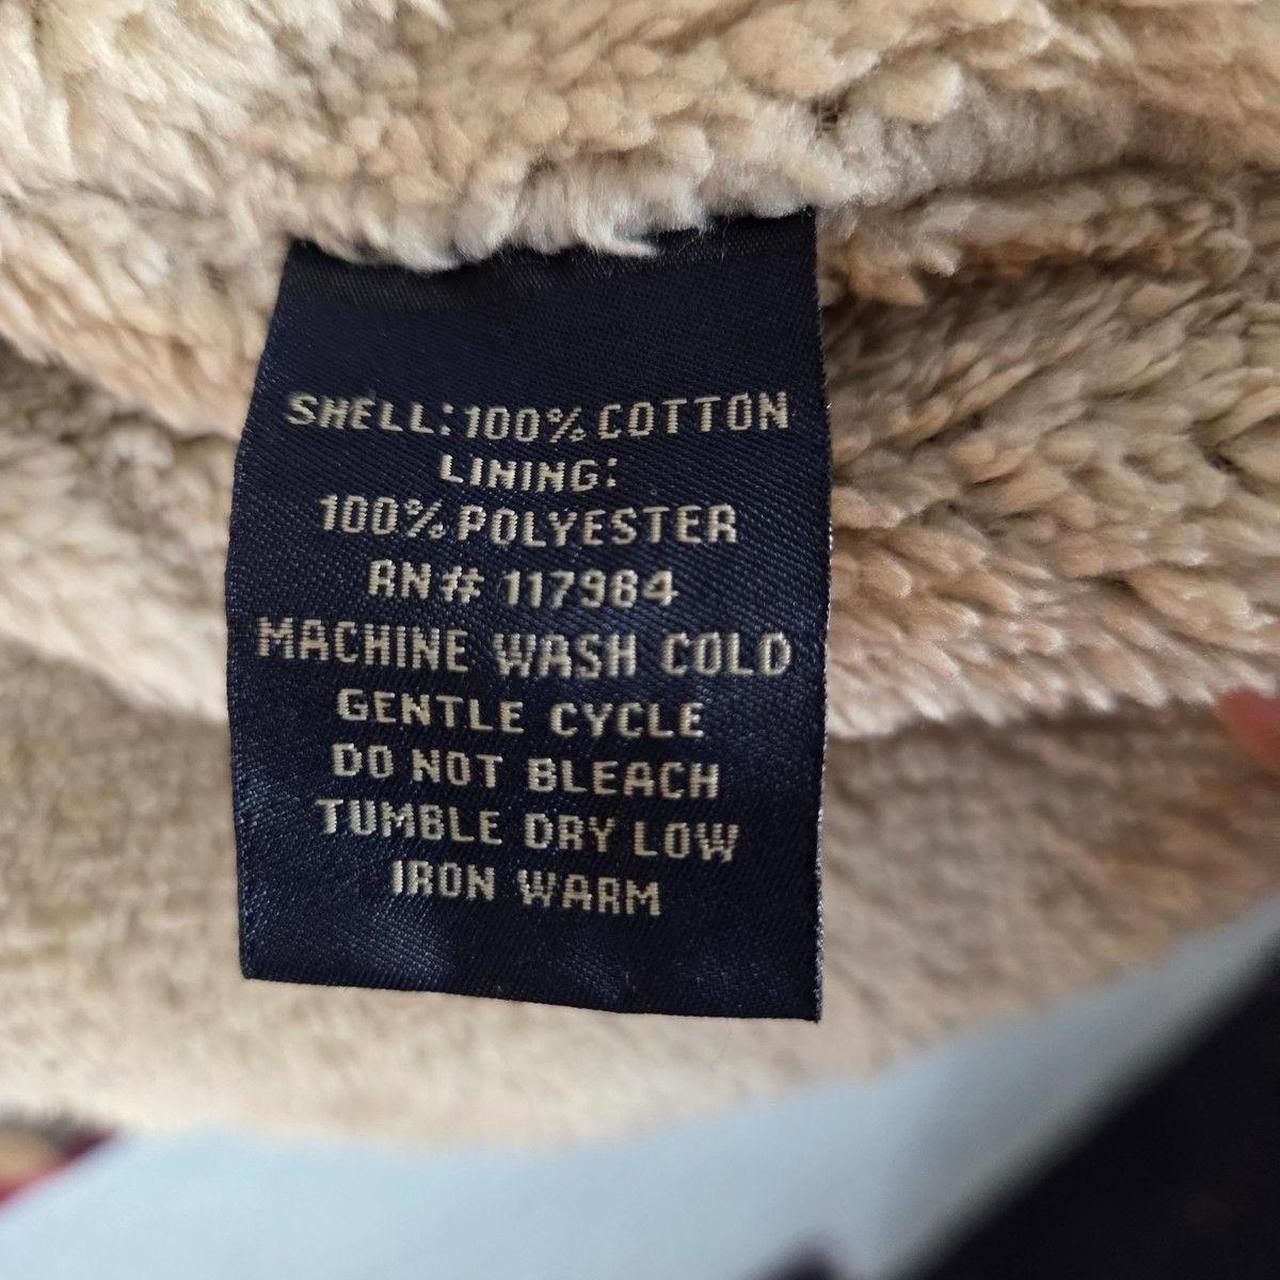 SHELL:100% COTTON
LINING:
100% POLYESTER
RN# 117984
MACHINE WASH COLD
GENTLE CYCLE
DO NOT BLEACH
TUMBLE DRY LOW
IRON WARM